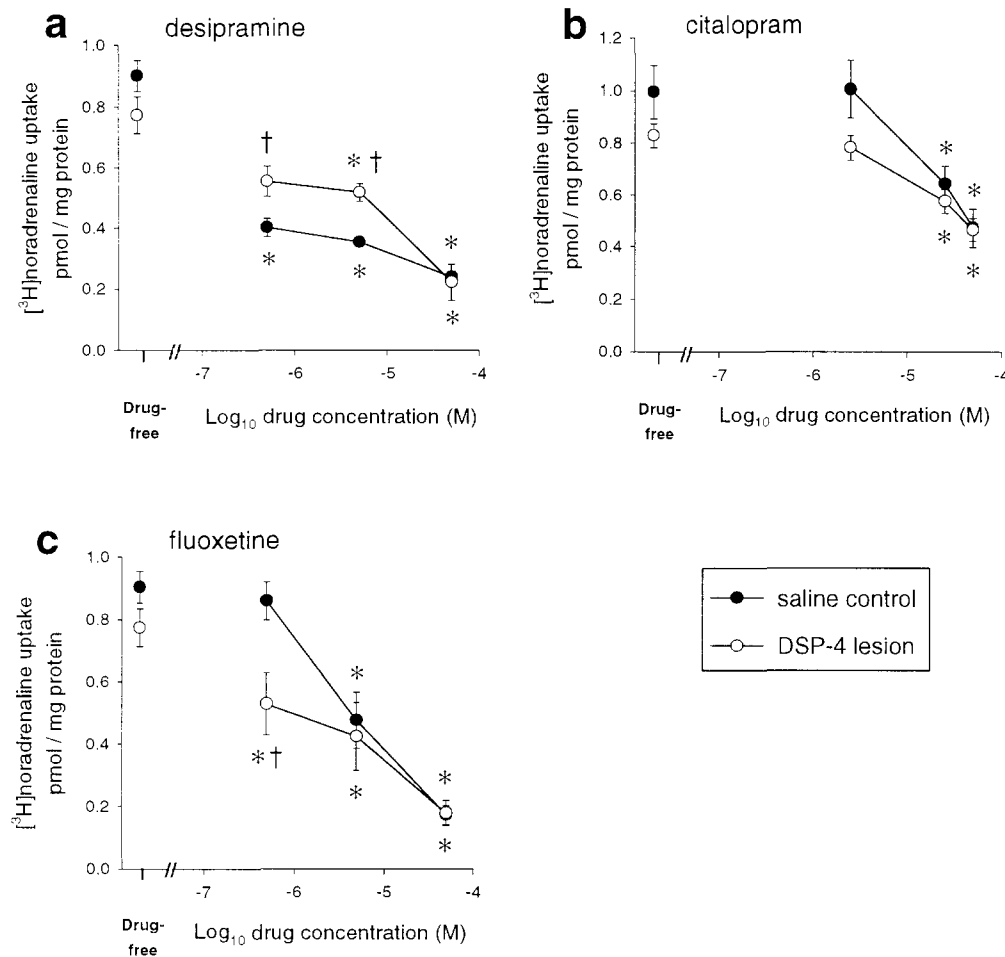 a desipramine
1.0
0.8
0.6
0.4
0.2
0.0
[³H]noradrenaline uptake
pmol / mg protein
†
* †
*
*
*
*
-7 -6 -5 -4
Drug-
free
Log₁₀ drug concentration (M)
b citalopram
1.2
1.0
0.8
0.6
0.4
0.2
0.0
[³H]noradrenaline uptake
pmol / mg protein
*
*
*
*
-7 -6 -5 -4
Drug-
free
Log₁₀ drug concentration (M)
c fluoxetine
1.0
0.8
0.6
0.4
0.2
0.0
[³H]noradrenaline uptake
pmol / mg protein
*
*†
*
*
*
-7 -6 -5 -4
Drug-
free
Log₁₀ drug concentration (M)
saline control
DSP-4 lesion